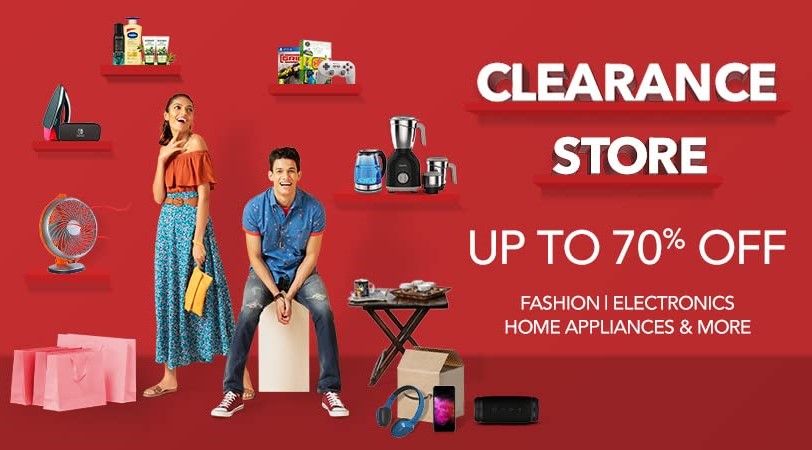 CLEARANCE
STORE
UP TO 70% OFF
FASHION | ELECTRONICS
HOME APPLIANCES & MORE